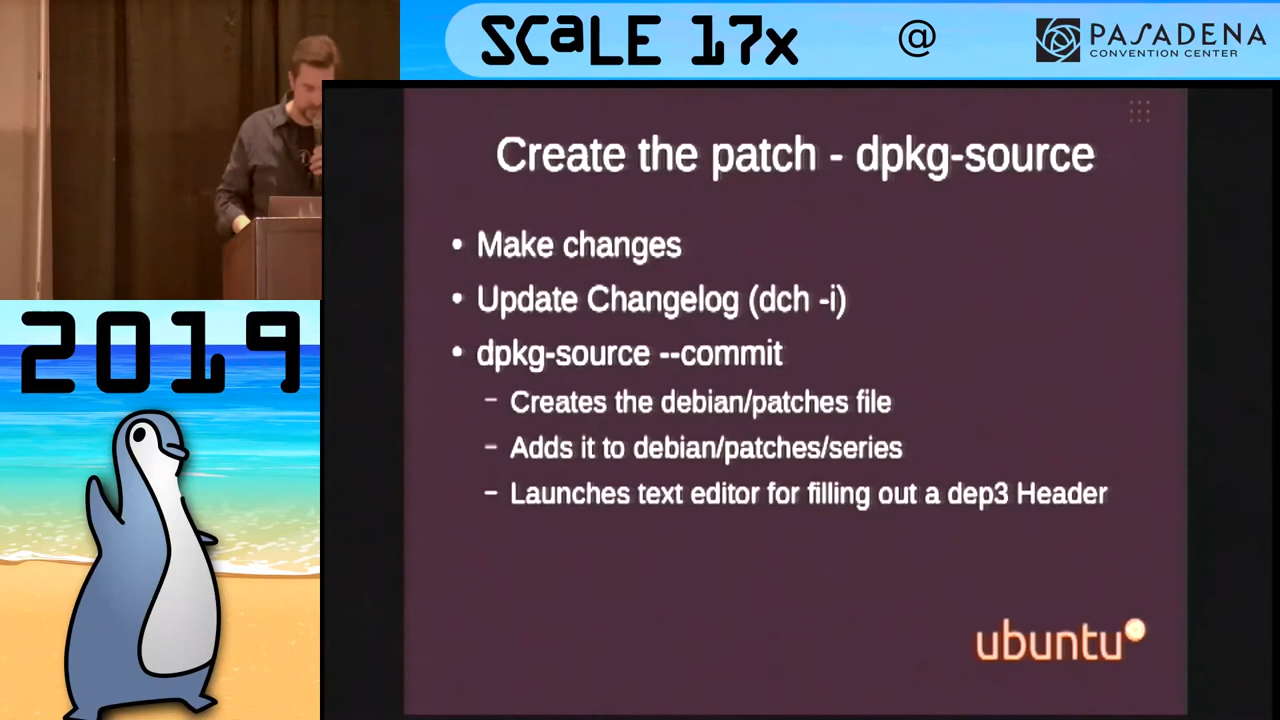 SCaLE 17x @ PASADENA
CONVENTION CENTER
Create the patch - dpkg-source
• Make changes
• Update Changelog (dch -i)
• dpkg-source --commit
– Creates the debian/patches file
– Adds it to debian/patches/series
– Launches text editor for filling out a dep3 Header
ubuntu
2019